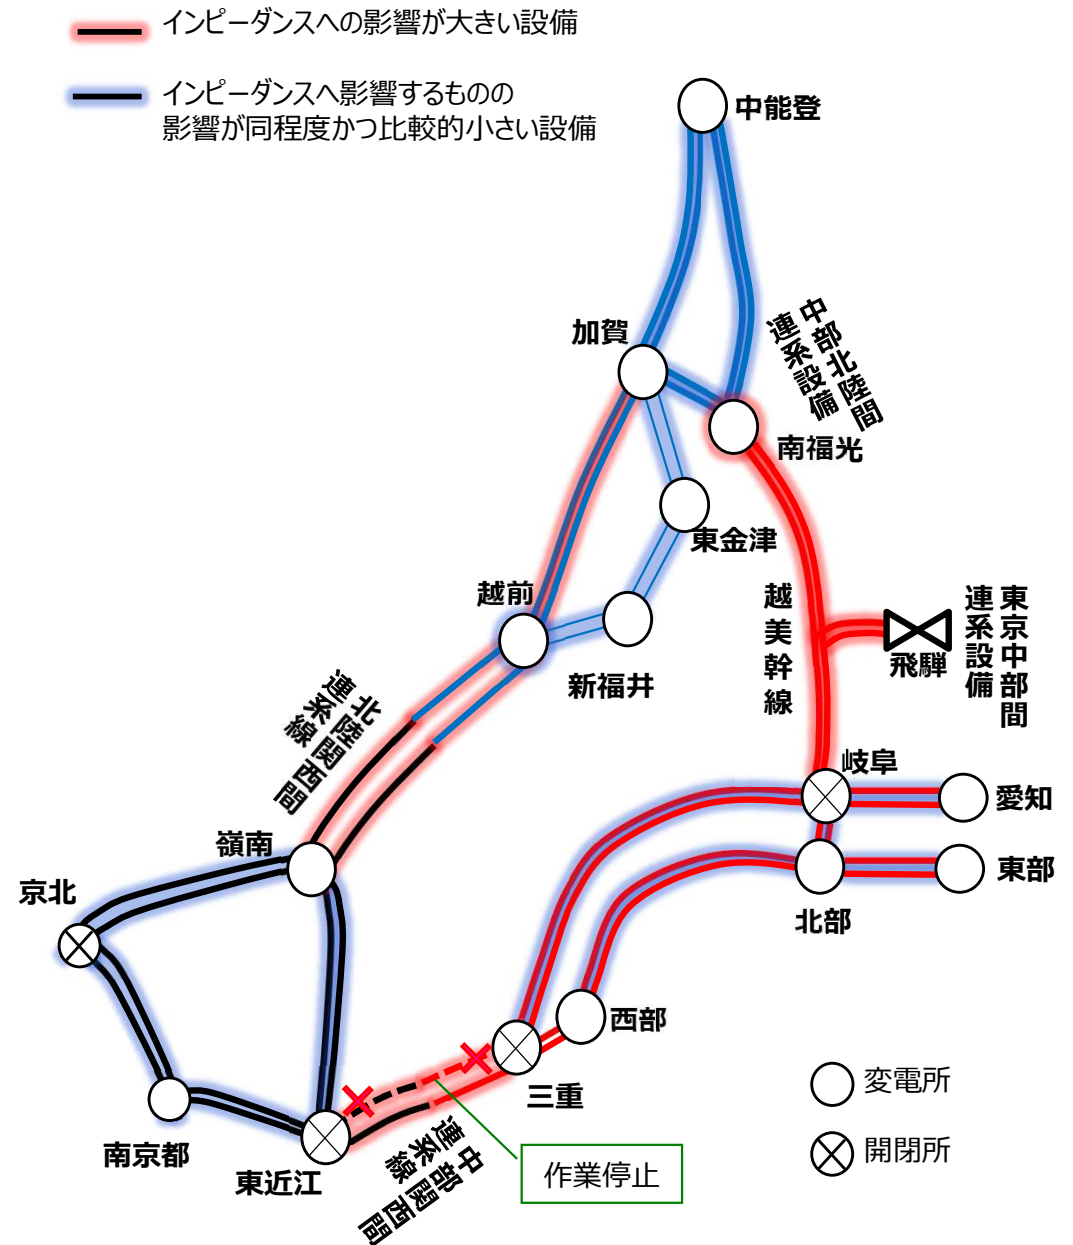 インピーダンスへの影響が大きい設備
インピーダンスへ影響するものの
影響が同程度かつ比較的小さい設備
中能登
加賀
中部北陸間
連系設備
南福光
東金津
越前
新福井
越美幹線
飛騨
東京中部間
連系設備
北陸関西間
連系線
岐阜
愛知
嶺南
京北
東部
北部
西部
三重
南京都
東近江
中部関西間
連系線
作業停止
変電所
開閉所